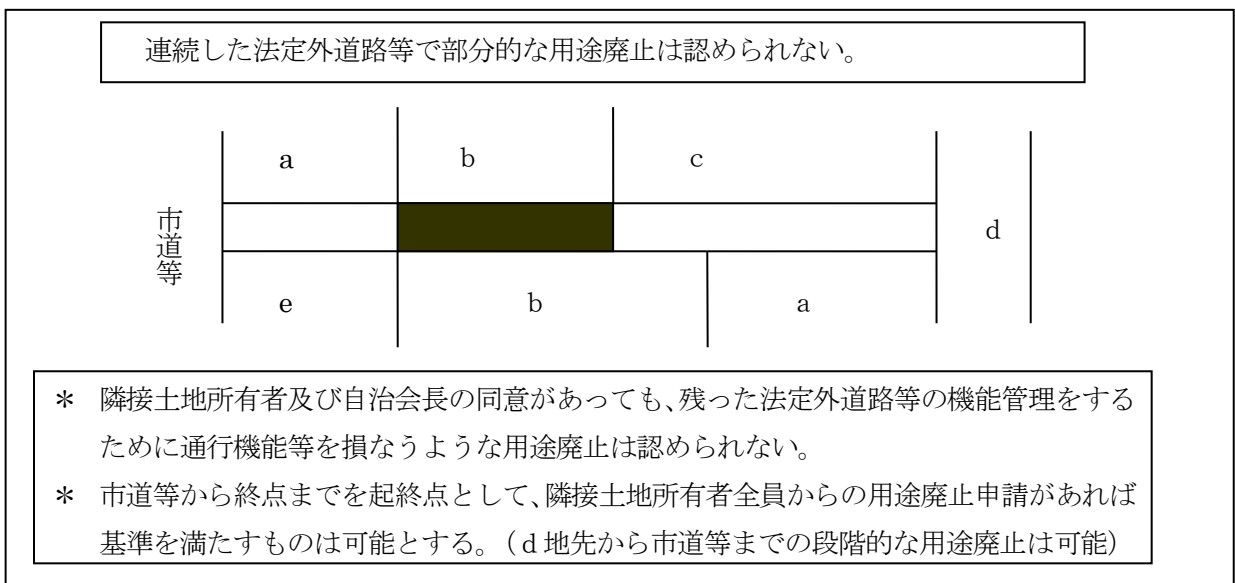 連続した法定外道路等で部分的な用途廃止は認められない。
a
b
c
市道等
d
e
b
a
* 隣接土地所有者及び自治会長の同意があっても、残った法定外道路等の機能管理をする
ために通行機能等を損なうような用途廃止は認められない。
* 市道等から終点までを起終点として、隣接土地所有者全員からの用途廃止申請があれば
基準を満たすものは可能とする。(d地先から市道等までの段階的な用途廃止は可能)